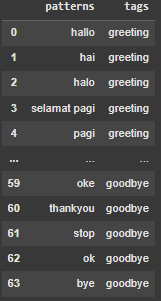 patterns tags
0 hallo greeting
1 hai greeting
2 halo greeting
3 selamat pagi greeting
4 pagi greeting
... ... ...
59 oke goodbye
60 thankyou goodbye
61 stop goodbye
62 ok goodbye
63 bye goodbye